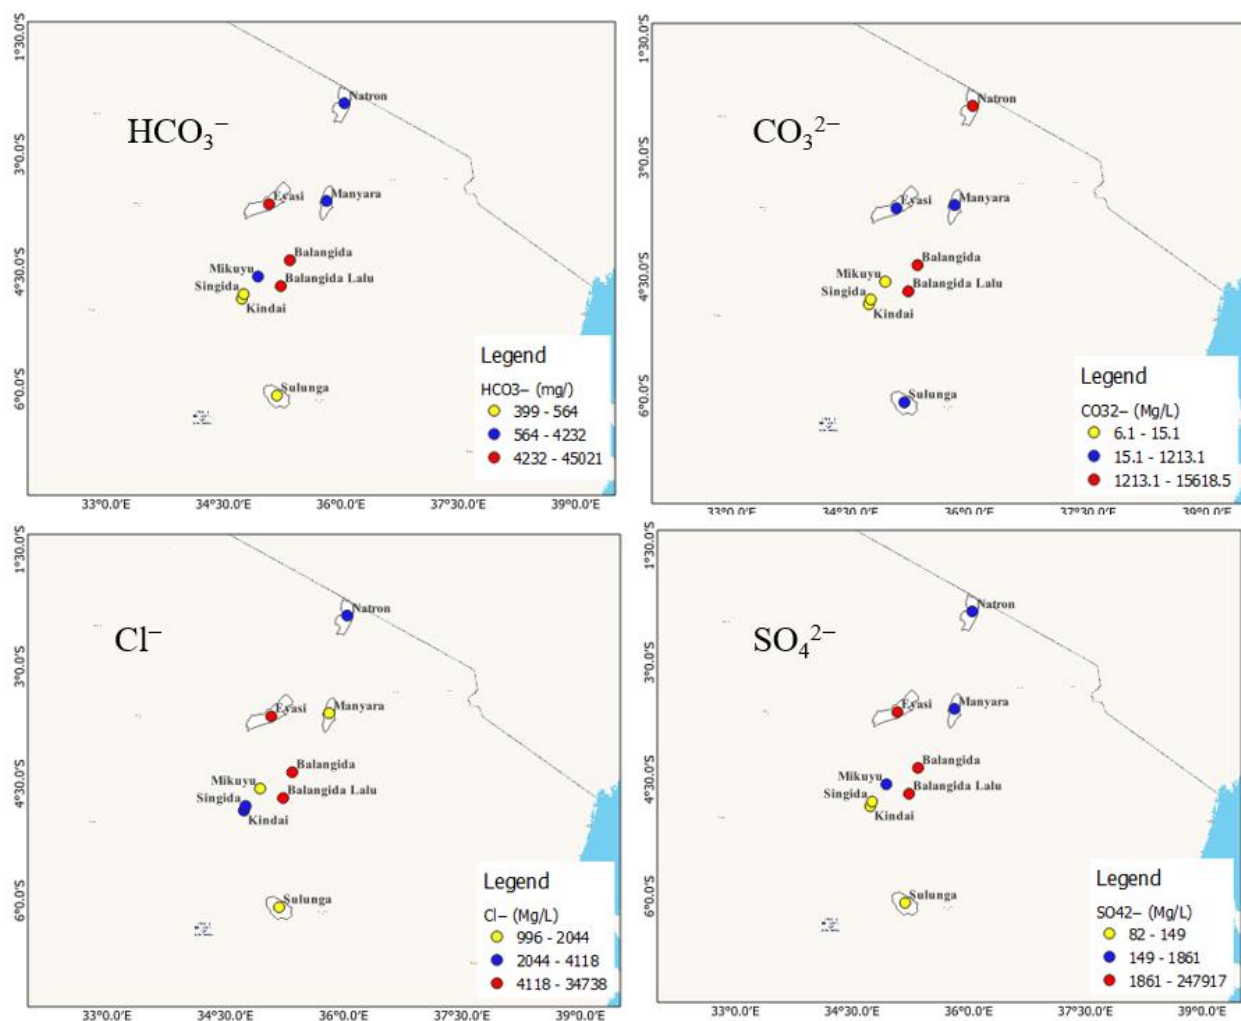 1°30.0'S
3°0.0'S
4°30.0'S
6°0.0'S
HCO₃⁻
Natron
Eyasi
Manyara
Balangida
Mikuyu
Balangida Lalu
Singida
Kindai
Sulunga
Legend
HCO3− (mg/)
399 - 564
564 - 4232
4232 - 45021
33°0.0'E
34°30.0'E
36°0.0'E
37°30.0'E
39°0.0'E
1°30.0'S
3°0.0'S
4°30.0'S
6°0.0'S
CO₃²⁻
Natron
Eyasi
Manyara
Balangida
Mikuyu
Balangida Lalu
Singida
Kindai
Sulunga
Legend
CO32− (Mg/L)
6.1 - 15.1
15.1 - 1213.1
1213.1 - 15618.5
33°0.0'E
34°30.0'E
36°0.0'E
37°30.0'E
39°0.0'E
1°30.0'S
3°0.0'S
4°30.0'S
6°0.0'S
Cl⁻
Natron
Eyasi
Manyara
Balangida
Mikuyu
Balangida Lalu
Singida
Kindai
Sulunga
Legend
Cl− (Mg/L)
996 - 2044
2044 - 4118
4118 - 34738
33°0.0'E
34°30.0'E
36°0.0'E
37°30.0'E
39°0.0'E
1°30.0'S
3°0.0'S
4°30.0'S
6°0.0'S
SO₄²⁻
Natron
Eyasi
Manyara
Balangida
Mikuyu
Balangida Lalu
Singida
Kindai
Sulunga
Legend
SO42− (Mg/L)
82 - 149
149 - 1861
1861 - 247917
33°0.0'E
34°30.0'E
36°0.0'E
37°30.0'E
39°0.0'E